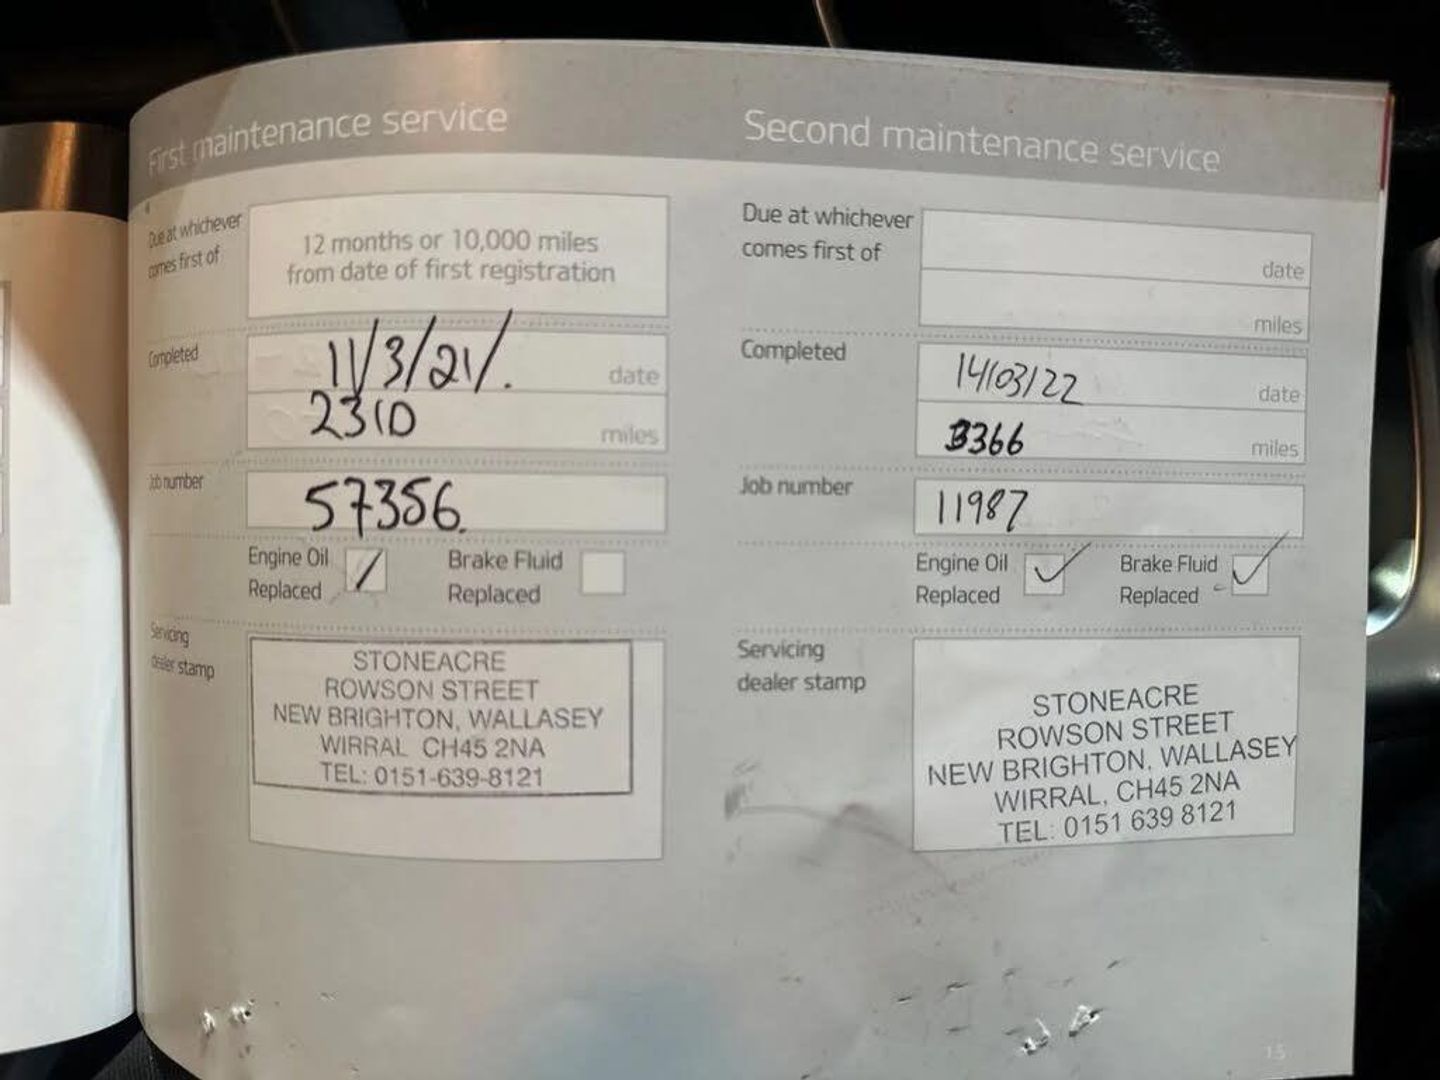 First maintenance service
Due at whichever
comes first of
12 months or 10,000 miles
from date of first registration
Completed
11/3/21/.
date
2310
miles
Job number
57356.
Engine Oil
Replaced
Brake Fluid
Replaced
Servicing
dealer stamp
STONEACRE
ROWSON STREET
NEW BRIGHTON, WALLASEY
WIRRAL CH45 2NA
TEL: 0151-639-8121
Second maintenance service
Due at whichever
comes first of
date
miles
Completed
14/03/22
date
3366
miles
Job number
11987
Engine Oil
Replaced
Brake Fluid
Replaced
Servicing
dealer stamp
STONEACRE
ROWSON STREET
NEW BRIGHTON, WALLASEY
WIRRAL, CH45 2NA
TEL: 0151 639 8121
15